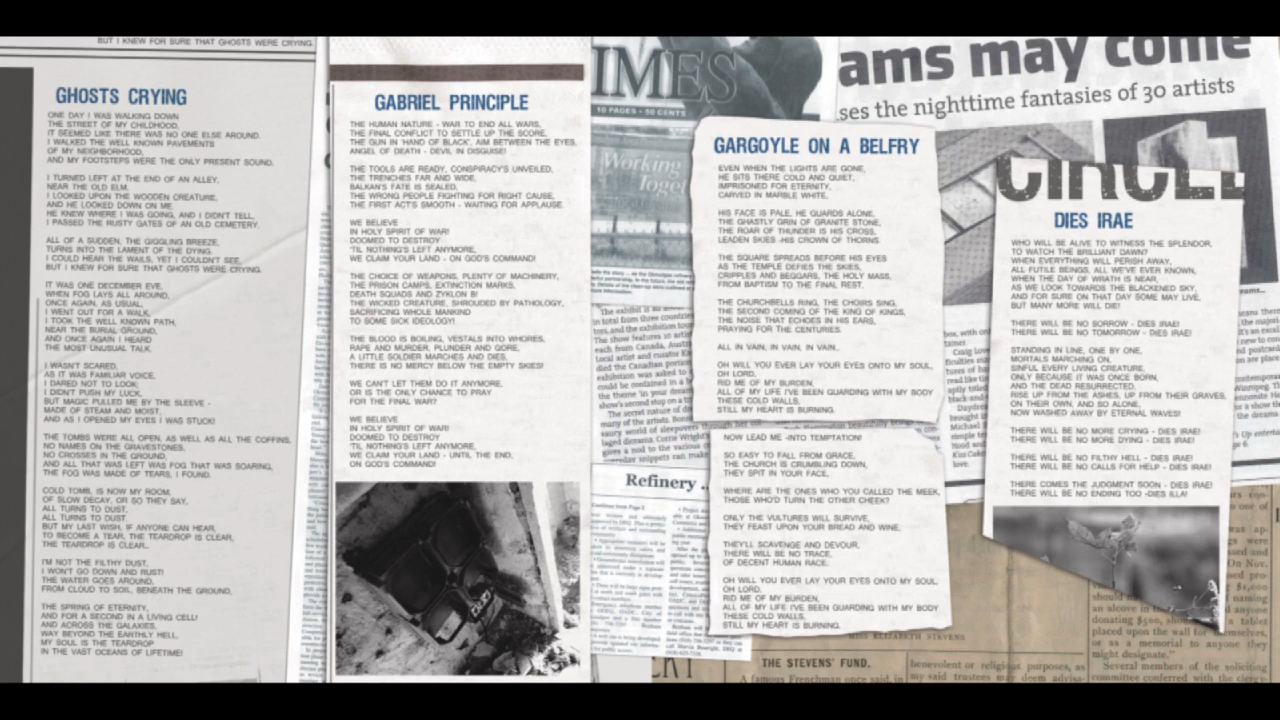 BUT I KNEW FOR SURE THAT GHOSTS WERE CRYING.
GHOSTS CRYING
ONE DAY I WAS WALKING DOWN
THE STREET OF MY CHILDHOOD,
IT SEEMED LIKE THERE WAS NO ONE ELSE AROUND.
I WALKED THE WELL KNOWN PAVEMENTS
OF MY NEIGHBORHOOD,
AND MY FOOTSTEPS WERE THE ONLY PRESENT SOUND.
I TURNED LEFT AT THE END OF AN ALLEY,
NEAR THE OLD ELM,
I LOOKED UPON THE WOODEN CREATURE,
AND HE LOOKED DOWN ON ME.
HE KNEW WHERE I WAS GOING, AND I DIDN'T TELL,
I PASSED THE RUSTY GATES OF AN OLD CEMETERY.
ALL OF A SUDDEN, THE GIGGLING BREEZE,
TURNS INTO THE LAMENT OF THE DYING.
I COULD HEAR THE WAILS, YET I COULDN'T SEE,
BUT I KNEW FOR SURE THAT GHOSTS WERE CRYING.
IT WAS ONE DECEMBER EVE,
WHEN FOG LAYS ALL AROUND,
ONCE AGAIN, AS USUAL,
I WENT OUT FOR A WALK,
I TOOK THE WELL KNOWN PATH,
NEAR THE BURIAL GROUND,
AND ONCE AGAIN I HEARD
THE MOST UNUSUAL TALK.
I WASN'T SCARED,
AS IT WAS FAMILIAR VOICE,
I DARED NOT TO LOOK;
I DIDN'T PUSH MY LUCK,
BUT MAGIC PULLED ME BY THE SLEEVE -
MADE OF STEAM AND MOIST,
AND AS I OPENED MY EYES I WAS STUCK!
THE TOMBS WERE ALL OPEN, AS WELL AS ALL THE COFFINS,
NO NAMES ON THE GRAVESTONES,
NO CROSSES IN THE GROUND,
AND ALL THAT WAS LEFT WAS FOG THAT WAS SOARING,
THE FOG WAS MADE OF TEARS, I FOUND.
COLD TOMB, IS NOW MY ROOM,
OF SLOW DECAY, OR SO THEY SAY,
ALL TURNS TO DUST,
ALL TURNS TO DUST.
BUT MY LAST WISH, IF ANYONE CAN HEAR,
TO BECOME A TEAR, THE TEARDROP IS CLEAR,
THE TEARDROP IS CLEAR..
I'M NOT THE FILTHY DUST,
I WON'T GO DOWN AND RUST!
THE WATER GOES AROUND,
FROM CLOUD TO SOIL, BENEATH THE GROUND,
THE SPRING OF ETERNITY,
AND FOR A SECOND IN A LIVING CELL!
AND ACROSS THE GALAXIES,
WAY BEYOND THE EARTHLY HELL,
MY SOUL IS THE TEARDROP
IN THE VAST OCEANS OF LIFETIME!
GABRIEL PRINCIPLE
THE HUMAN NATURE - WAR TO END ALL WARS,
THE FINAL CONFLICT TO SETTLE UP THE SCORE,
THE GUN IN 'HAND OF BLACK', AIM BETWEEN THE EYES,
ANGEL OF DEATH - DEVIL IN DISGUISE!
THE TOOLS ARE READY, CONSPIRACY'S UNVEILED,
THE TRENCHES FAR AND WIDE,
BALKAN'S FATE IS SEALED,
THE WRONG PEOPLE FIGHTING FOR RIGHT CAUSE,
THE FIRST ACT'S SMOOTH - WAITING FOR APPLAUSE.
WE BELIEVE
IN HOLY SPIRIT OF WAR!
DOOMED TO DESTROY
'TIL NOTHING'S LEFT ANYMORE,
WE CLAIM YOUR LAND - ON GOD'S COMMAND!
THE CHOICE OF WEAPONS, PLENTY OF MACHINERY,
THE PRISON CAMPS, EXTINCTION MARKS,
DEATH SQUADS AND ZYKLON B!
THE WICKED CREATURE, SHROUDED BY PATHOLOGY,
SACRIFICING WHOLE MANKIND
TO SOME SICK IDEOLOGY!
THE BLOOD IS BOILING, VESTALS INTO WHORES,
RAPE AND MURDER, PLUNDER AND GORE,
A LITTLE SOLDIER MARCHES AND DIES,
THERE IS NO MERCY BELOW THE EMPTY SKIES!
WE CAN'T LET THEM DO IT ANYMORE,
OR IS THE ONLY CHANCE TO PRAY
FOR THE FINAL WAR?
WE BELIEVE
IN HOLY SPIRIT OF WAR!
DOOMED TO DESTROY
'TIL NOTHING'S LEFT ANYMORE,
WE CLAIM YOUR LAND - UNTIL THE END,
ON GOD'S COMMAND!
IMES
10 PAGES • 50 CENTS
Working
Toget
Refinery ..
GARGOYLE ON A BELFRY
EVEN WHEN THE LIGHTS ARE GONE,
HE SITS THERE COLD AND QUIET,
IMPRISONED FOR ETERNITY,
CARVED IN MARBLE WHITE,
HIS FACE IS PALE, HE GUARDS ALONE,
THE GHASTLY GRIN OF GRANITE STONE,
THE ROAR OF THUNDER IS HIS CROSS,
LEADEN SKIES -HIS CROWN OF THORNS.
THE SQUARE SPREADS BEFORE HIS EYES
AS THE TEMPLE DEFIES THE SKIES,
CRIPPLES AND BEGGARS, THE HOLY MASS,
FROM BAPTISM TO THE FINAL REST.
THE CHURCHBELLS RING, THE CHOIRS SING,
THE SECOND COMING OF THE KING OF KINGS,
THE NOISE THAT ECHOES IN HIS EARS,
PRAYING FOR THE CENTURIES.
ALL IN VAIN, IN VAIN, IN VAIN..
OH WILL YOU EVER LAY YOUR EYES ONTO MY SOUL,
OH LORD,
RID ME OF MY BURDEN,
ALL OF MY LIFE I'VE BEEN GUARDING WITH MY BODY
THESE COLD WALLS,
STILL MY HEART IS BURNING.
NOW LEAD ME -INTO TEMPTATION!
SO EASY TO FALL FROM GRACE,
THE CHURCH IS CRUMBLING DOWN,
THEY SPIT IN YOUR FACE,
WHERE ARE THE ONES WHO YOU CALLED THE MEEK,
THOSE WHO'D TURN THE OTHER CHEEK?
ONLY THE VULTURES WILL SURVIVE,
THEY FEAST UPON YOUR BREAD AND WINE,
THEY'LL SCAVENGE AND DEVOUR,
THERE WILL BE NO TRACE,
OF DECENT HUMAN RACE.
OH WILL YOU EVER LAY YOUR EYES ONTO MY SOUL,
OH LORD,
RID ME OF MY BURDEN,
ALL OF MY LIFE I'VE BEEN GUARDING WITH MY BODY
THESE COLD WALLS,
STILL MY HEART IS BURNING.
MISS ELIZABETH STEVENS
THE STEVENS' FUND.
A famous Frenchman once said, in
benevolent or religious purposes, as
my said trustees may deem advisa-
ams may come
ses the nighttime fantasies of 30 artists
DIES IRAE
WHO WILL BE ALIVE TO WITNESS THE SPLENDOR,
TO WATCH THE BRILLIANT DAWN?
WHEN EVERYTHING WILL PERISH AWAY,
ALL FUTILE BEINGS, ALL WE'VE EVER KNOWN,
WHEN THE DAY OF WRATH IS NEAR,
AS WE LOOK TOWARDS THE BLACKENED SKY,
AND FOR SURE ON THAT DAY SOME MAY LIVE,
BUT MANY MORE WILL DIE!
THERE WILL BE NO SORROW - DIES IRAE!
THERE WILL BE NO TOMORROW - DIES IRAE!
STANDING IN LINE, ONE BY ONE,
MORTALS MARCHING ON,
SINFUL EVERY LIVING CREATURE,
ONLY BECAUSE IT WAS ONCE BORN,
AND THE DEAD RESURRECTED,
RISE UP FROM THE ASHES, UP FROM THEIR GRAVES,
ON THEIR OWN, AND SO ALONE,
NOW WASHED AWAY BY ETERNAL WAVES!
THERE WILL BE NO MORE CRYING - DIES IRAE!
THERE WILL BE NO MORE DYING - DIES IRAE!
THERE WILL BE NO FILTHY HELL - DIES IRAE!
THERE WILL BE NO CALLS FOR HELP - DIES IRAE!
THERE COMES THE JUDGMENT SOON - DIES IRAE!
THERE WILL BE NO ENDING TOO -DIES ILLA!
donating $500,
placed upon the wall for
or as a memorial to anyone they
might designate."
Several members of the soliciting
committee conferred with the clergy